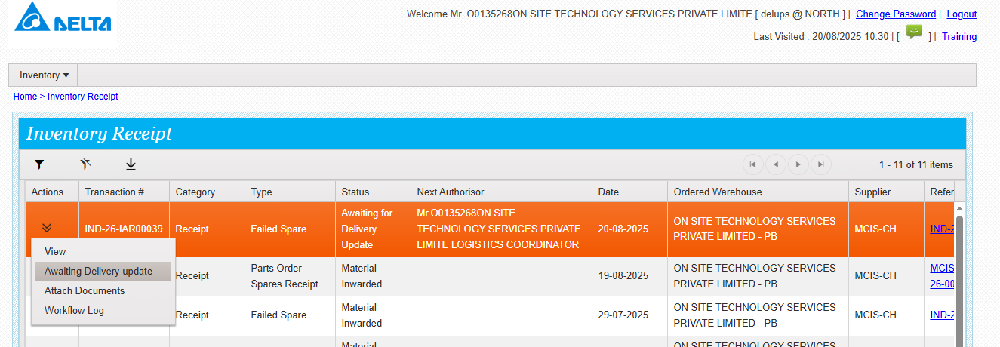 DELTA
Welcome Mr. O0135268ON SITE TECHNOLOGY SERVICES PRIVATE LIMITE [ delups @ NORTH ] | Change Password | Logout
Last Visited : 20/08/2025 10:30 | [ ] | Training
Inventory
Home > Inventory Receipt
Inventory Receipt
1 - 11 of 11 items
Actions Transaction # Category Type Status Next Authorisor Date Ordered Warehouse Supplier Refer
Awaiting for Mr.O0135268ON SITE
IND-26-IAR00039 Receipt Failed Spare Delivery TECHNOLOGY SERVICES PRIVATE 20-08-2025 ON SITE TECHNOLOGY SERVICES PRIVATE LIMITED - PB MCIS-CH IND-2
Update LIMITE LOGISTICS COORDINATOR
View
Awaiting Delivery update
Attach Documents
Workflow Log
Receipt Parts Order Material 19-08-2025 ON SITE TECHNOLOGY SERVICES MCIS-CH MCIS
Spares Receipt Inwarded PRIVATE LIMITED - PB 26-00
Receipt Failed Spare Material 29-07-2025 ON SITE TECHNOLOGY SERVICES MCIS-CH IND-2
Inwarded PRIVATE LIMITED - PB
Material ON SITE TECHNOLOGY SERVICES